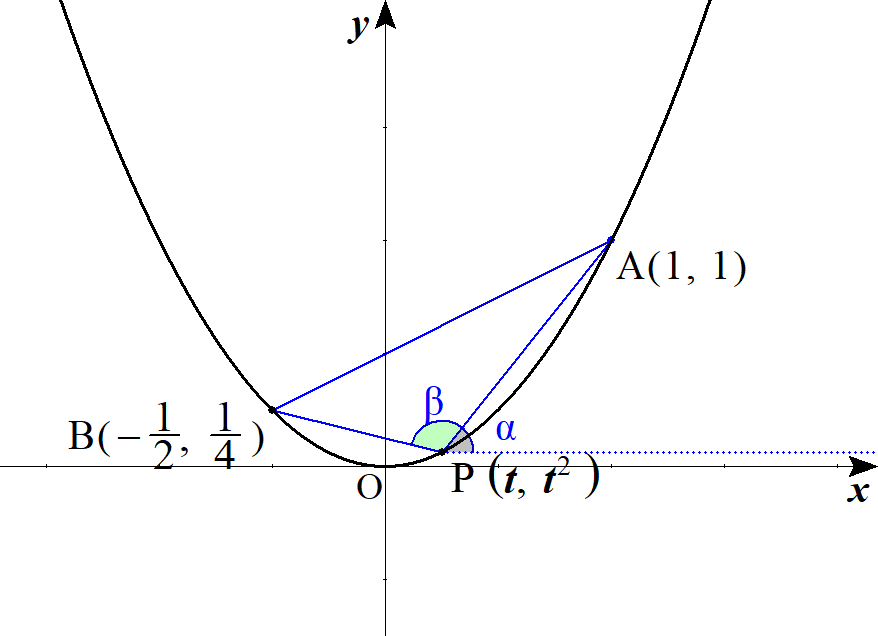 y
A(1, 1)
β
α
B(−1/2, 1/4)
O
P (t, t²)
x